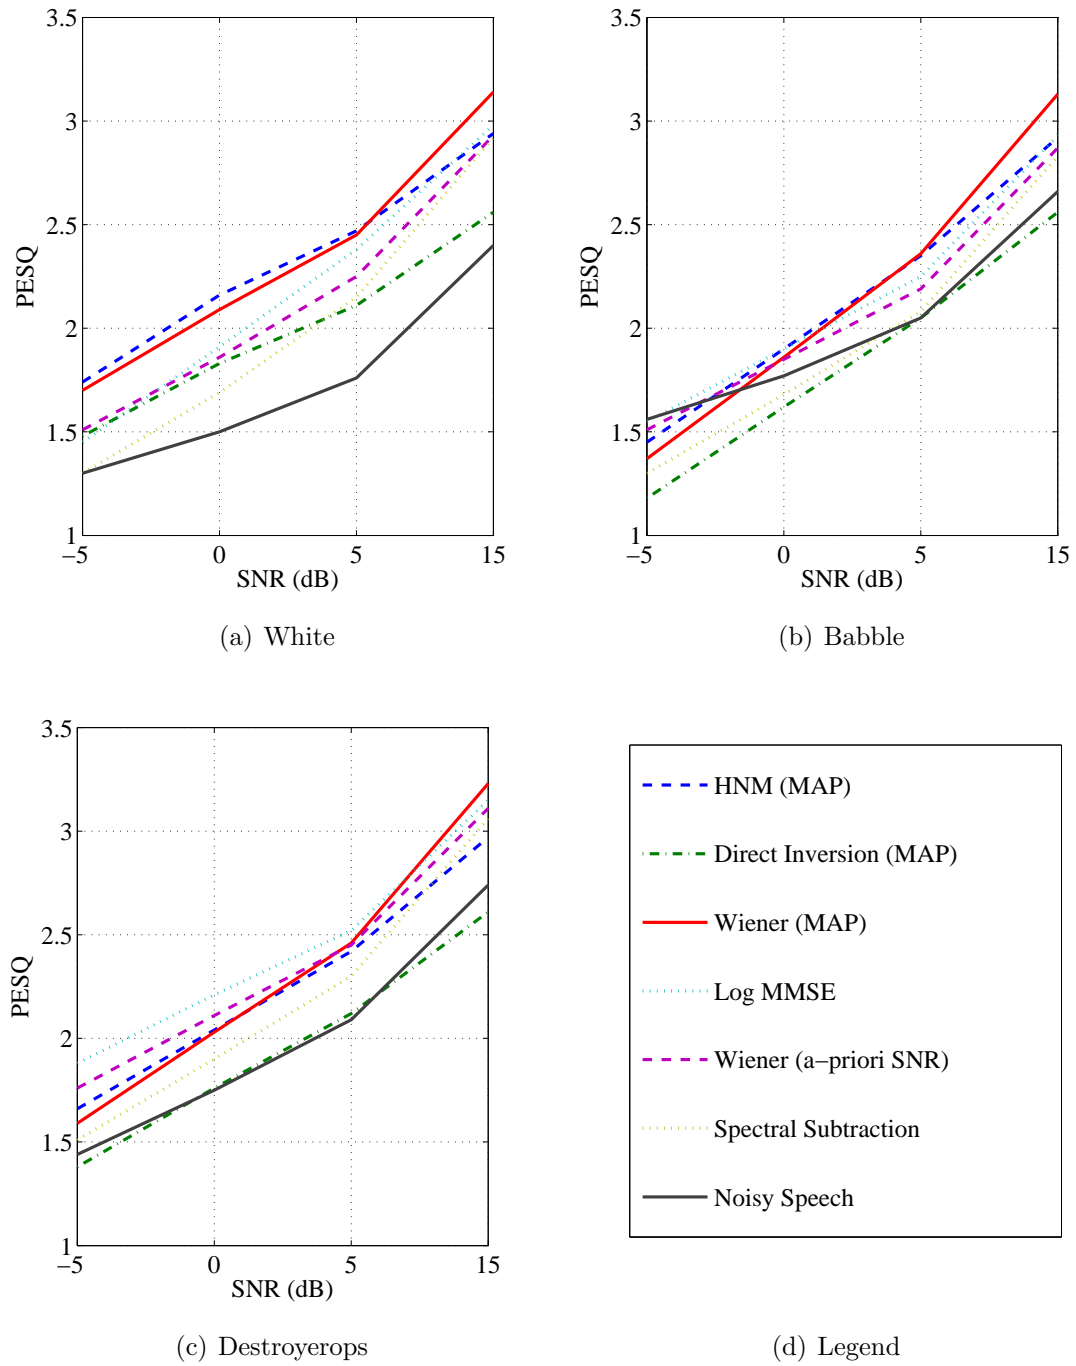 3.5
3
2.5
2
1.5
1
PESQ
−5
0
5
15
SNR (dB)
(a) White
3.5
3
2.5
2
1.5
1
PESQ
−5
0
5
15
SNR (dB)
(b) Babble
3.5
3
2.5
2
1.5
1
PESQ
−5
0
5
15
SNR (dB)
(c) Destroyerops
HNM (MAP)
Direct Inversion (MAP)
Wiener (MAP)
Log MMSE
Wiener (a−priori SNR)
Spectral Subtraction
Noisy Speech
(d) Legend